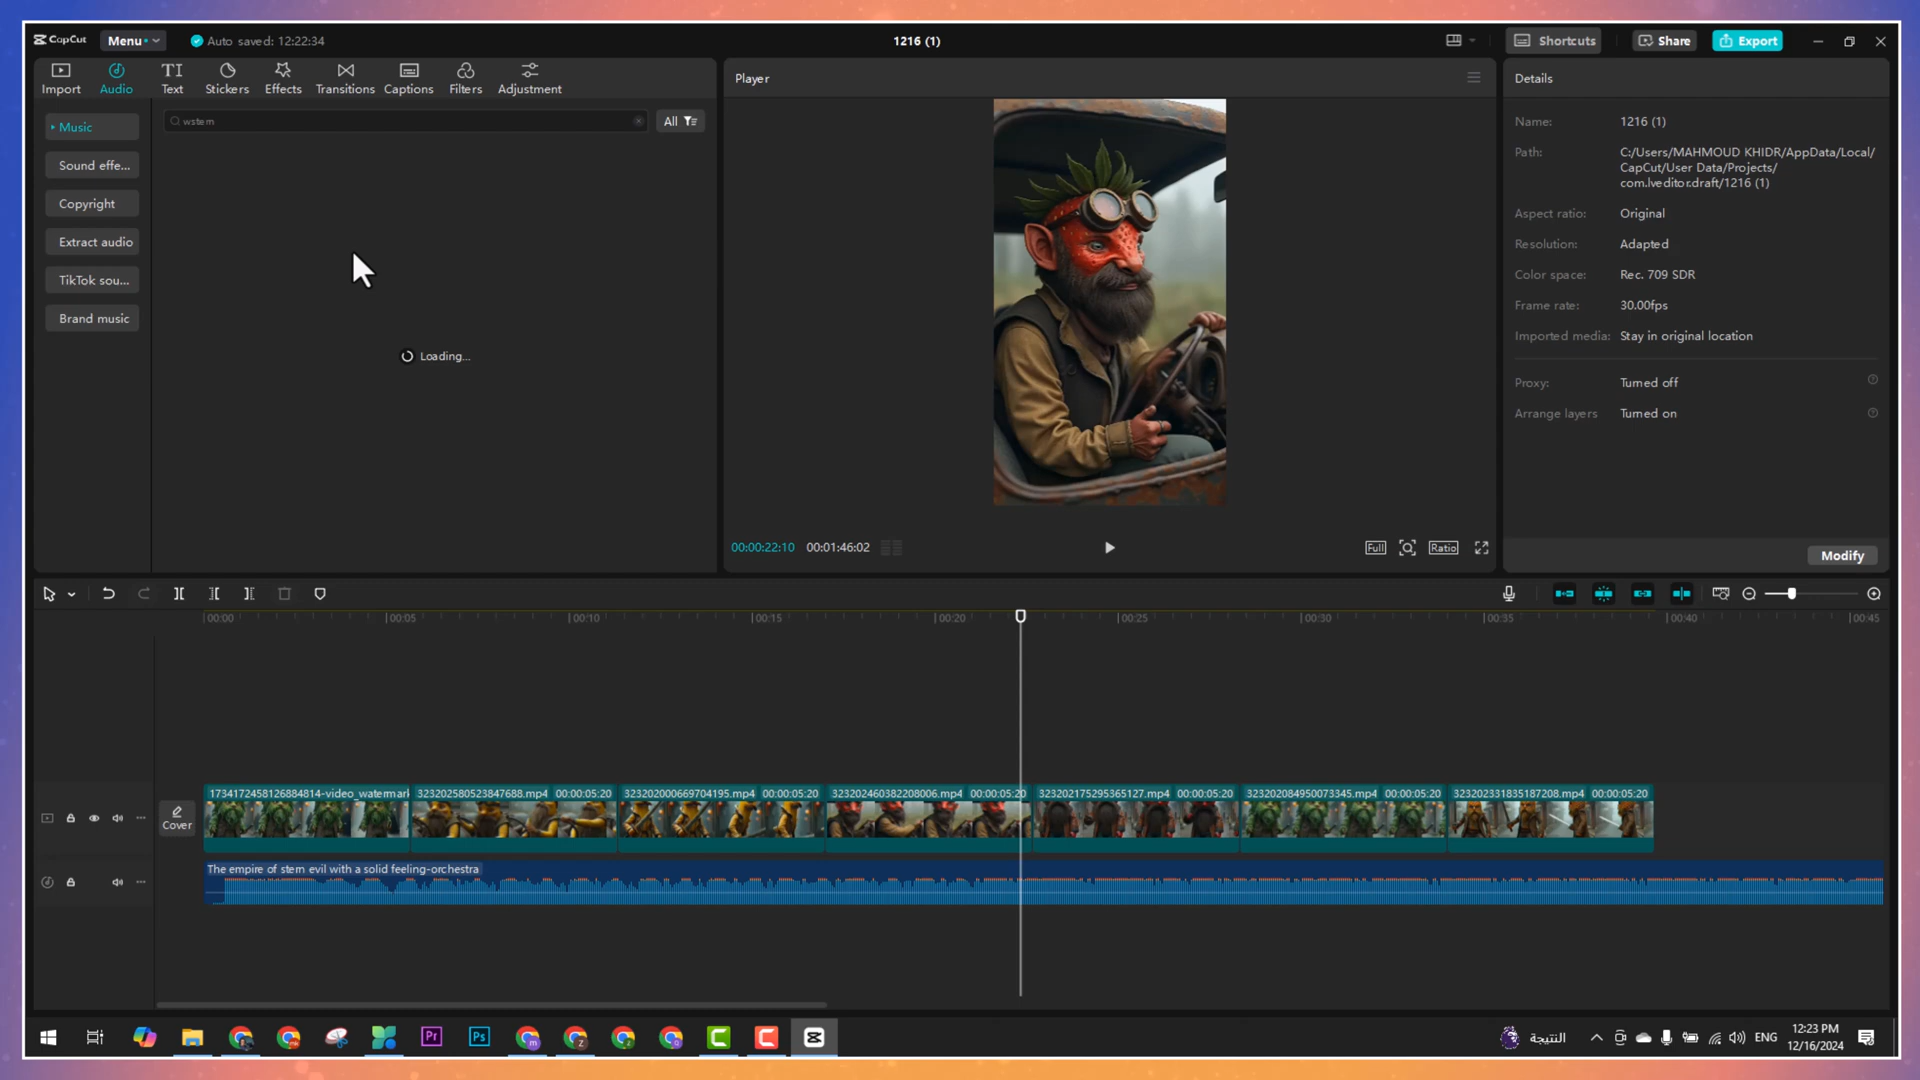 CapCut
Menu
Auto saved: 12:22:34
1216 (1)
Shortcuts
Share
Export
Import
Audio
Text
Stickers
Effects
Transitions
Captions
Filters
Adjustment
Music
Sound effe...
Copyright
Extract audio
TikTok sou...
Brand music
wstern
All
Loading...
Player
00:00:22:10
00:01:46:02
Full
Ratio
Details
Name: 1216 (1)
Path: C:/Users/MAHMOUD KHIDR/AppData/Local/
CapCut/User Data/Projects/
com.lveditor.draft/1216 (1)
Aspect ratio: Original
Resolution: Adapted
Color space: Rec. 709 SDR
Frame rate: 30.00fps
Imported media: Stay in original location
Proxy: Turned off
Arrange layers Turned on
Modify
00:00 00:05 00:10 00:15 00:20 00:25 00:30 00:35 00:40 00:45
Cover
1734172458126884814-video_watermark
323202580523847688.mp4 00:00:05:20
323202000669704195.mp4 00:00:05:20
323202460382208006.mp4 00:00:05:20
323202175295365127.mp4 00:00:05:20
323202084950073345.mp4 00:00:05:20
323202331835187208.mp4 00:00:05:20
The empire of stern evil with a solid feeling-orchestra
Pr
Ps
النتيجة
ENG
12:23 PM
12/16/2024